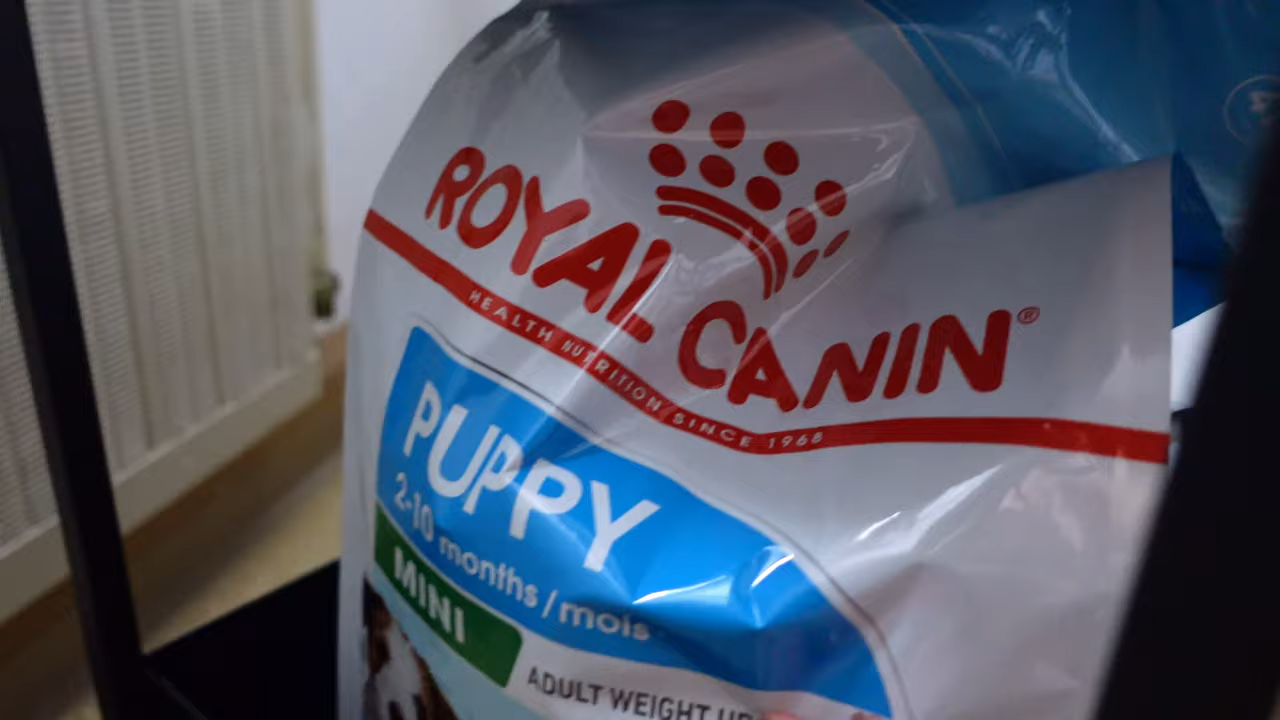 ROYAL CANIN®
HEALTH NUTRITION SINCE 1968
PUPPY
2-10 months/mois
MINI
ADULT WEIGHT